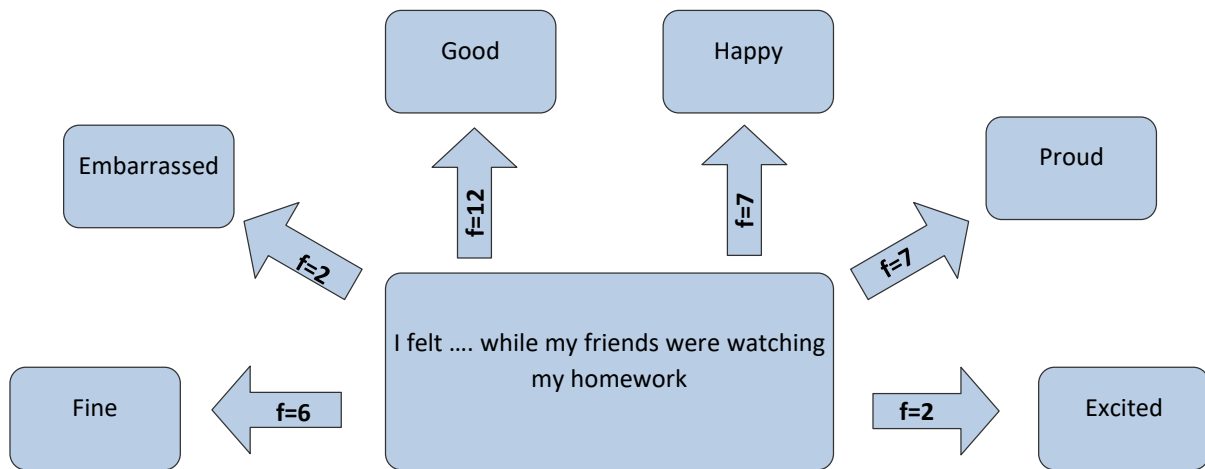 Good
Happy
Embarrassed
Proud
f=12
f=7
f=2
f=7
I felt …. while my friends were watching
my homework
Fine
f=6
f=2
Excited